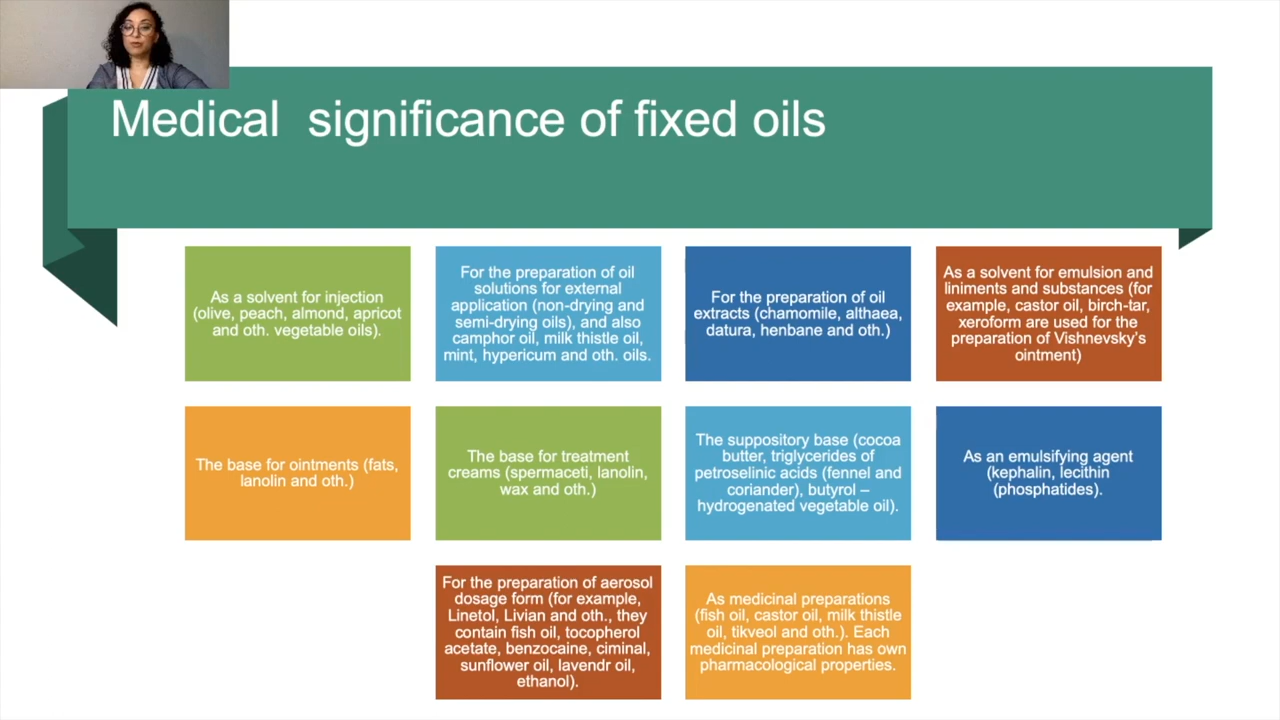 Medical  significance of fixed oils
As a solvent for injection
(olive, peach, almond, apricot
and oth. vegetable oils).
For the preparation of oil
solutions for external
application (non-drying and
semi-drying oils), and also
camphor oil, milk thistle oil,
mint, hypericum and oth. oils.
For the preparation of oil
extracts (chamomile, althaea,
datura, henbane and oth.)
As a solvent for emulsion and
liniments and substances (for
example, castor oil, birch-tar,
xeroform are used for the
preparation of Vishnevsky's
ointment)
The base for ointments (fats,
lanolin and oth.)
The base for treatment
creams (spermaceti, lanolin,
wax and oth.)
The suppository base (cocoa
butter, triglycerides of
petroselinic acids (fennel and
coriander), butyrol –
hydrogenated vegetable oil).
As an emulsifying agent
(kephalin, lecithin
(phosphatides).
For the preparation of aerosol
dosage form (for example,
Linetol, Livian and oth., they
contain fish oil, tocopherol
acetate, benzocaine, ciminal,
sunflower oil, lavendr oil,
ethanol).
As medicinal preparations
(fish oil, castor oil, milk thistle
oil, tikveol and oth.). Each
medicinal preparation has own
pharmacological properties.